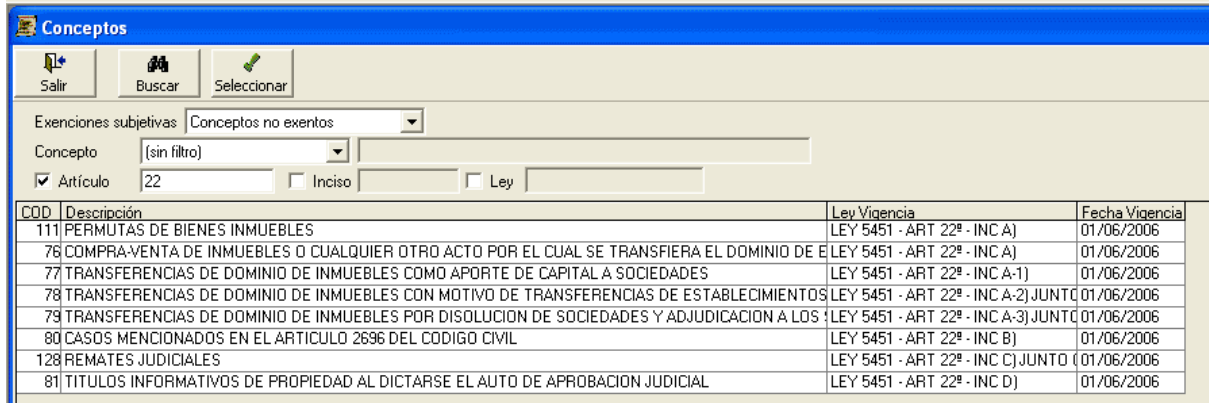 Conceptos
Salir Buscar Seleccionar
Exenciones subjetivas Conceptos no exentos
Concepto (sin filtro)
Artículo 22 Inciso Ley
COD Descripción Ley Vigencia Fecha Vigencia
111 PERMUTAS DE BIENES INMUEBLES LEY 5451 - ART 22º - INC A) 01/06/2006
76 COMPRA-VENTA DE INMUEBLES O CUALQUIER OTRO ACTO POR EL CUAL SE TRANSFIERA EL DOMINIO DE E LEY 5451 - ART 22º - INC A) 01/06/2006
77 TRANSFERENCIAS DE DOMINIO DE INMUEBLES COMO APORTE DE CAPITAL A SOCIEDADES LEY 5451 - ART 22º - INC A-1) 01/06/2006
78 TRANSFERENCIAS DE DOMINIO DE INMUEBLES CON MOTIVO DE TRANSFERENCIAS DE ESTABLECIMIENTOS LEY 5451 - ART 22º - INC A-2) JUNTO 01/06/2006
79 TRANSFERENCIAS DE DOMINIO DE INMUEBLES POR DISOLUCION DE SOCIEDADES Y ADJUDICACION A LOS LEY 5451 - ART 22º - INC A-3) JUNTO 01/06/2006
80 CASOS MENCIONADOS EN EL ARTICULO 2696 DEL CODIGO CIVIL LEY 5451 - ART 22º - INC B) 01/06/2006
128 REMATES JUDICIALES LEY 5451 - ART 22º - INC C) JUNTO 01/06/2006
81 TITULOS INFORMATIVOS DE PROPIEDAD AL DICTARSE EL AUTO DE APROBACION JUDICIAL LEY 5451 - ART 22º - INC D) 01/06/2006